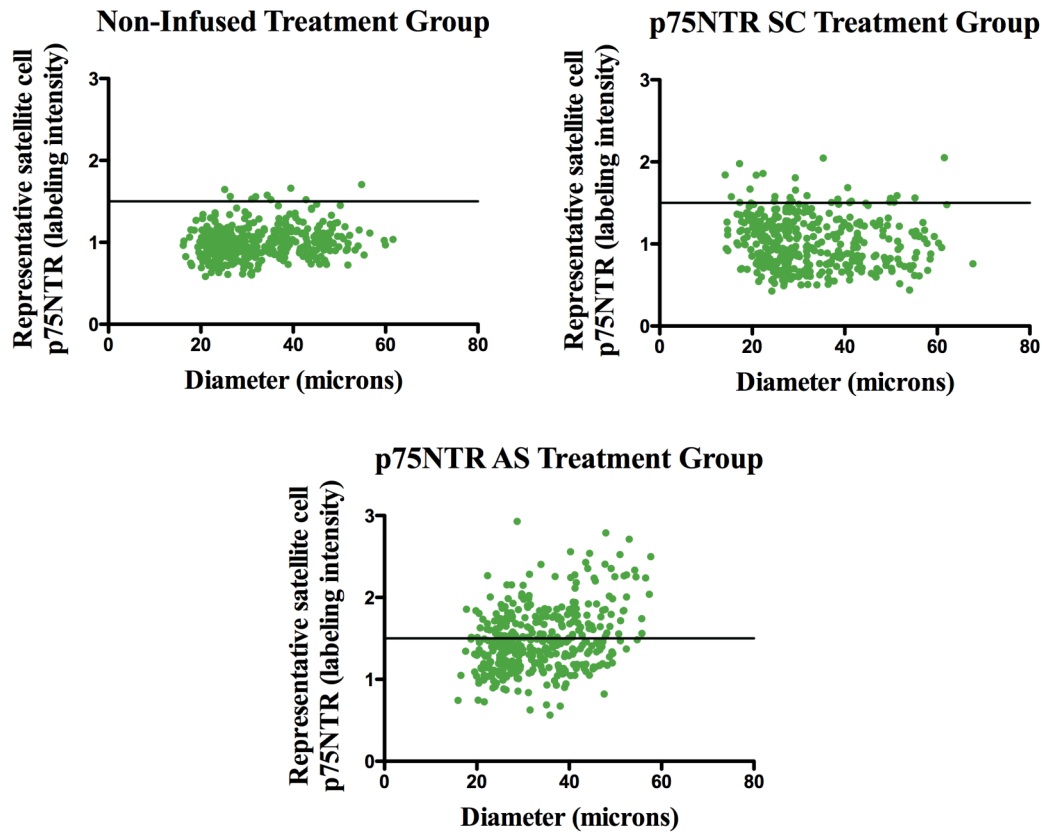 Non-Infused Treatment Group
Representative satellite cell
p75NTR (labeling intensity)
3
2
1
0
0
20
40
60
80
Diameter (microns)
p75NTR SC Treatment Group
Representative satellite cell
p75NTR (labeling intensity)
3
2
1
0
0
20
40
60
80
Diameter (microns)
p75NTR AS Treatment Group
Representative satellite cell
p75NTR (labeling intensity)
3
2
1
0
0
20
40
60
80
Diameter (microns)